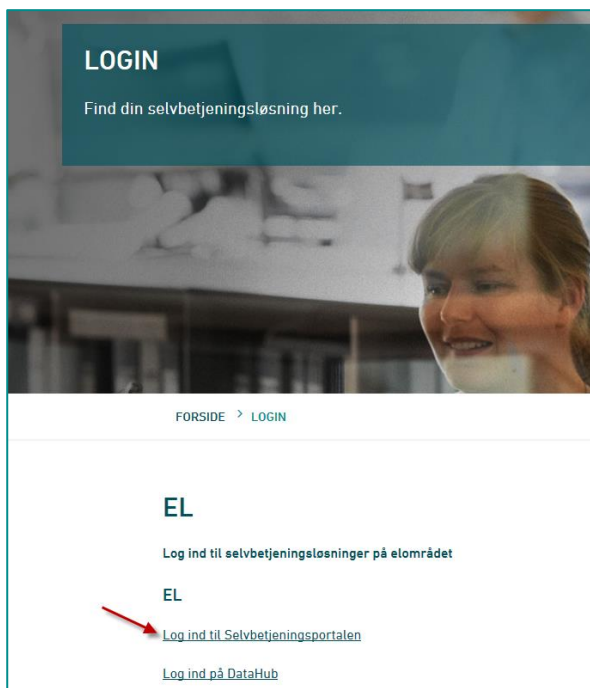 LOGIN
Find din selvbetjeningsløsning her.
FORSIDE > LOGIN
EL
Log ind til selvbetjeningsløsninger på elområdet
EL
Log ind til Selvbetjeningsportalen
Log ind på DataHub